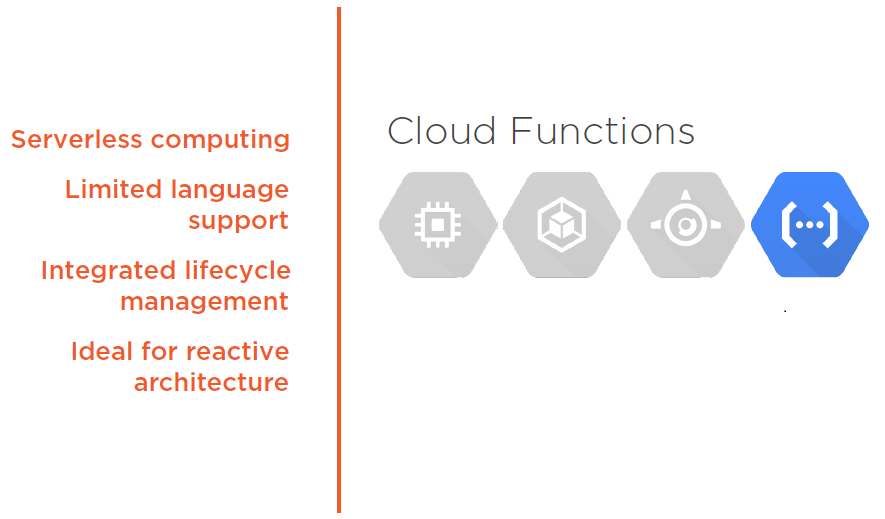 Serverless computing
Limited language
support
Integrated lifecycle
management
Ideal for reactive
architecture
Cloud Functions